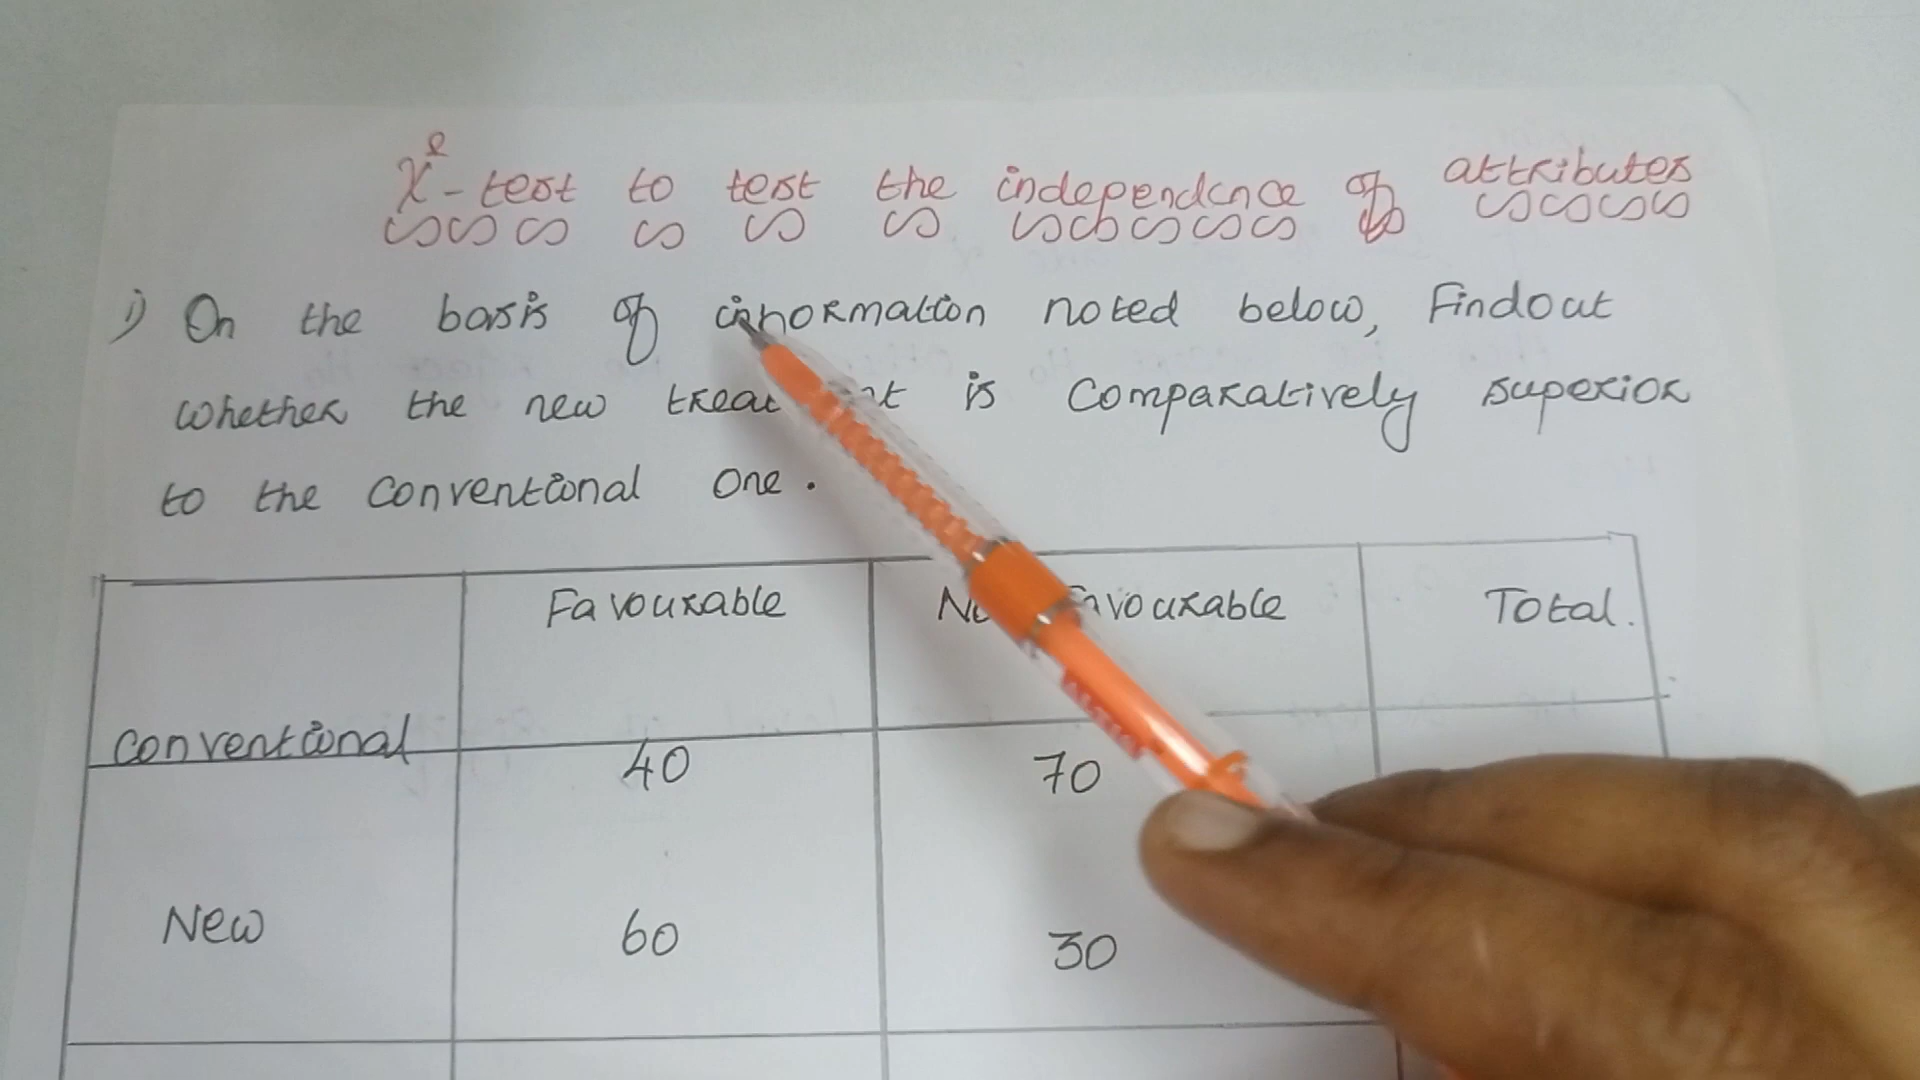 χ²-test to test the independence of attributes
1) On the basis of information noted below, Findout
whether the new is comparatively superior
to the conventional one.
Favourable Total.
conventional 40 70
New 60 30